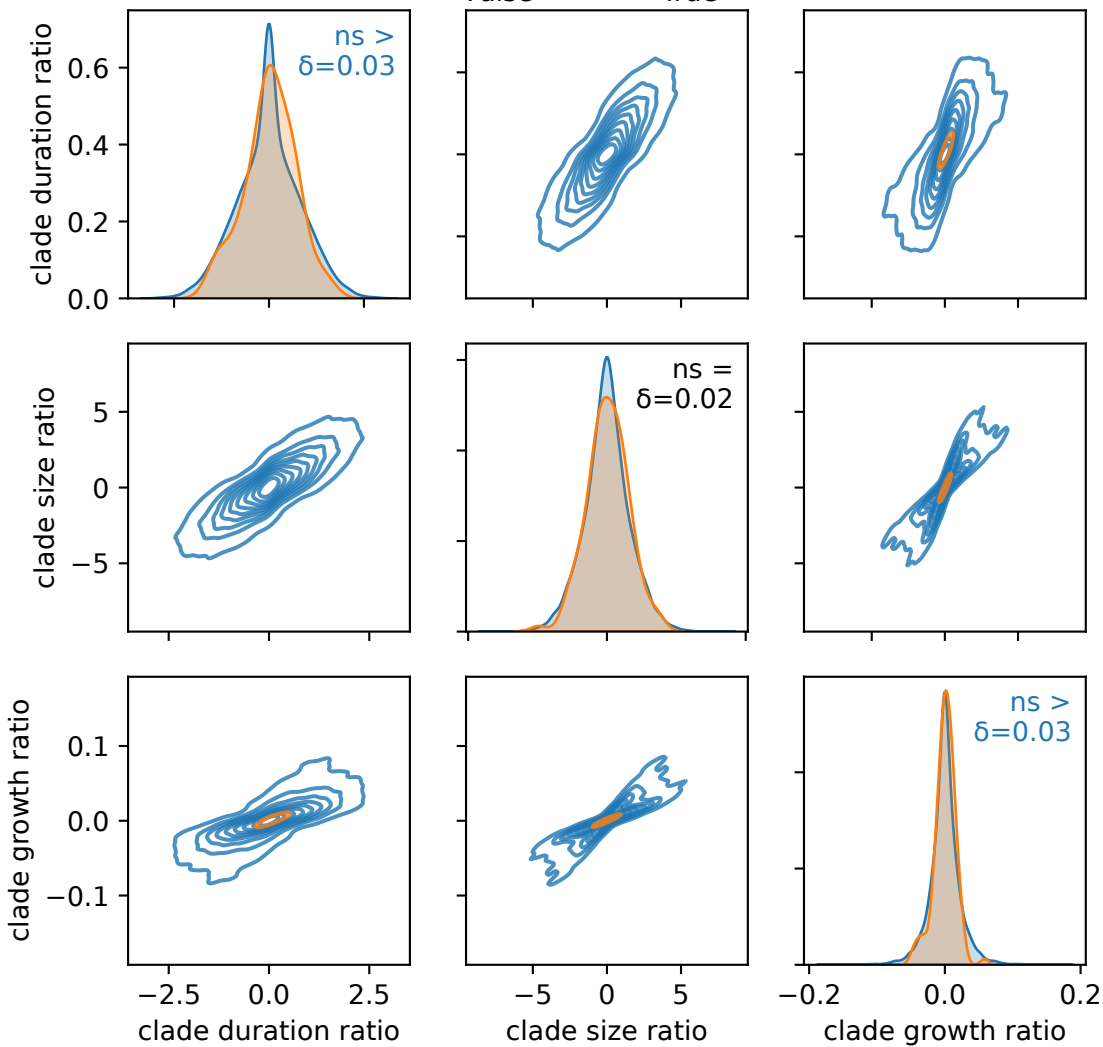 clade duration ratio
0.6
0.4
0.2
0.0
ns >
δ=0.03
clade size ratio
5
0
−5
ns =
δ=0.02
clade growth ratio
0.1
0.0
−0.1
ns >
δ=0.03
−2.5
0.0
2.5
−5
0
5
−0.2
0.0
0.2
clade duration ratio
clade size ratio
clade growth ratio